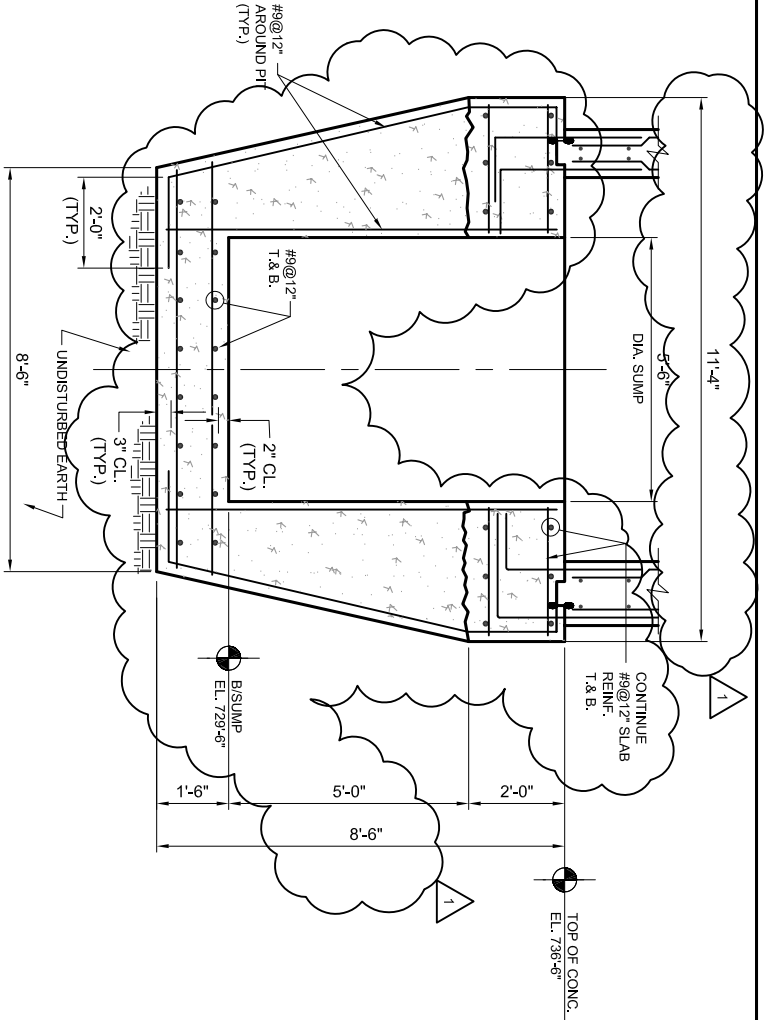 11'-4"
5'-6"
DIA. SUMP
#9@12"
AROUND PIT
(TYP.)
#9@12"
T.& B.
2'-0"
(TYP.)
2" CL.
(TYP.)
3" CL.
(TYP.)
UNDISTURBED EARTH
8'-6"
CONTINUE
#9@12" SLAB
REINF.
T.& B.
1
B/SUMP
EL. 729'-6"
1'-6"
5'-0"
2'-0"
8'-6"
1
TOP OF CONC.
EL. 736'-6"